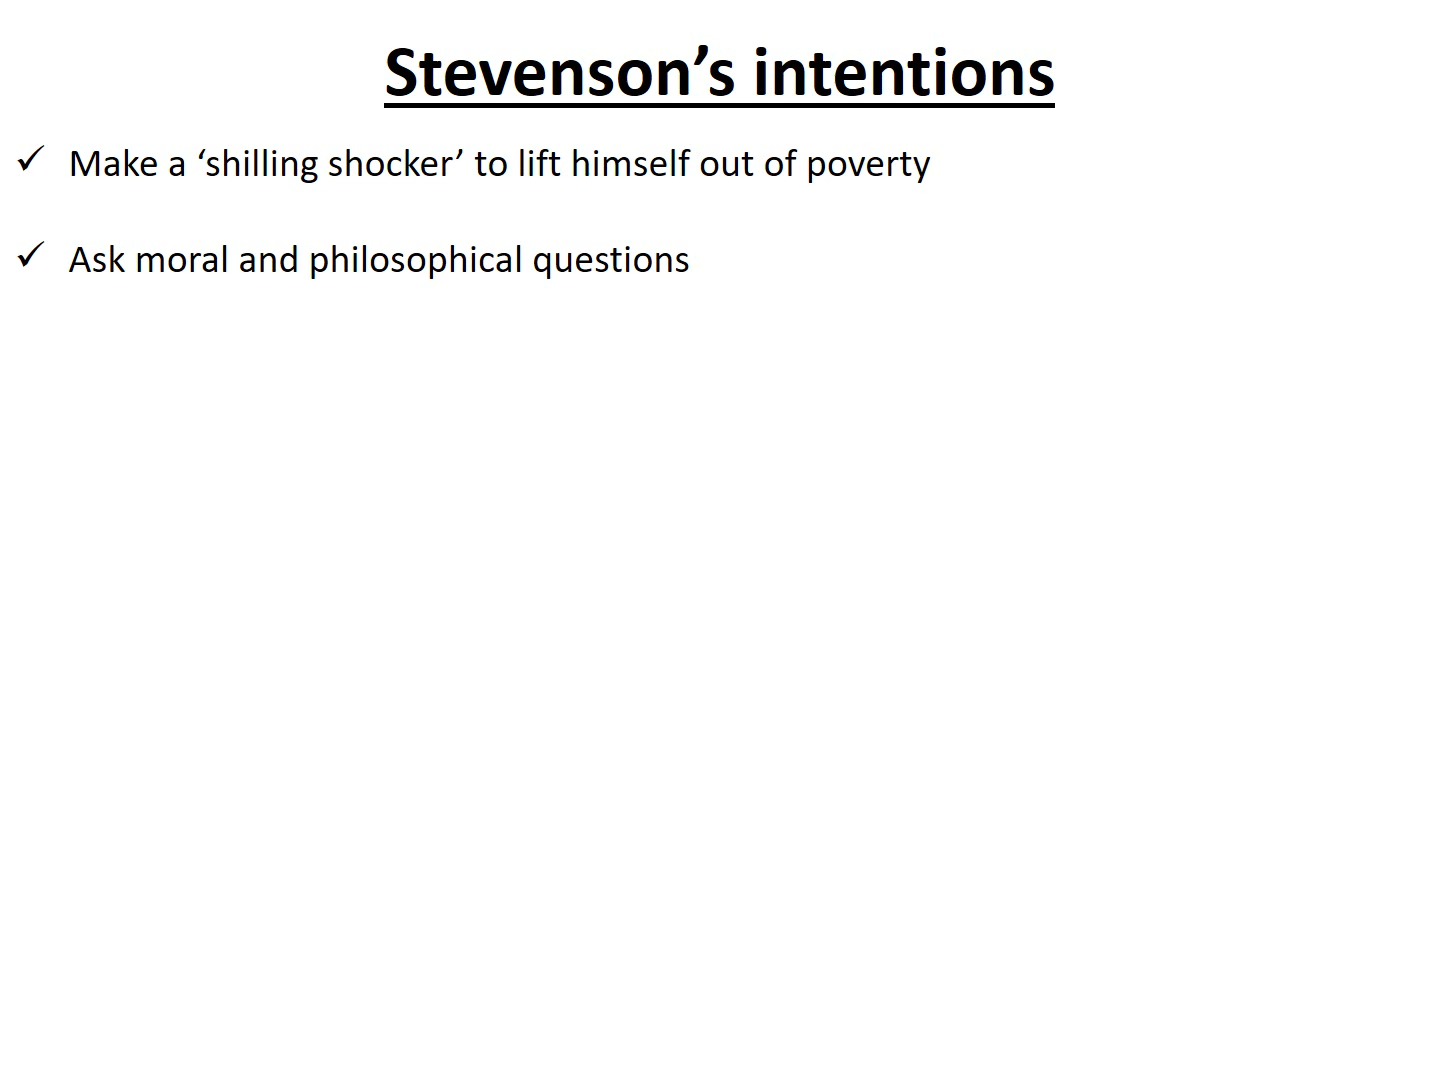 Stevenson’s intentions
✓ Make a ‘shilling shocker’ to lift himself out of poverty
✓ Ask moral and philosophical questions